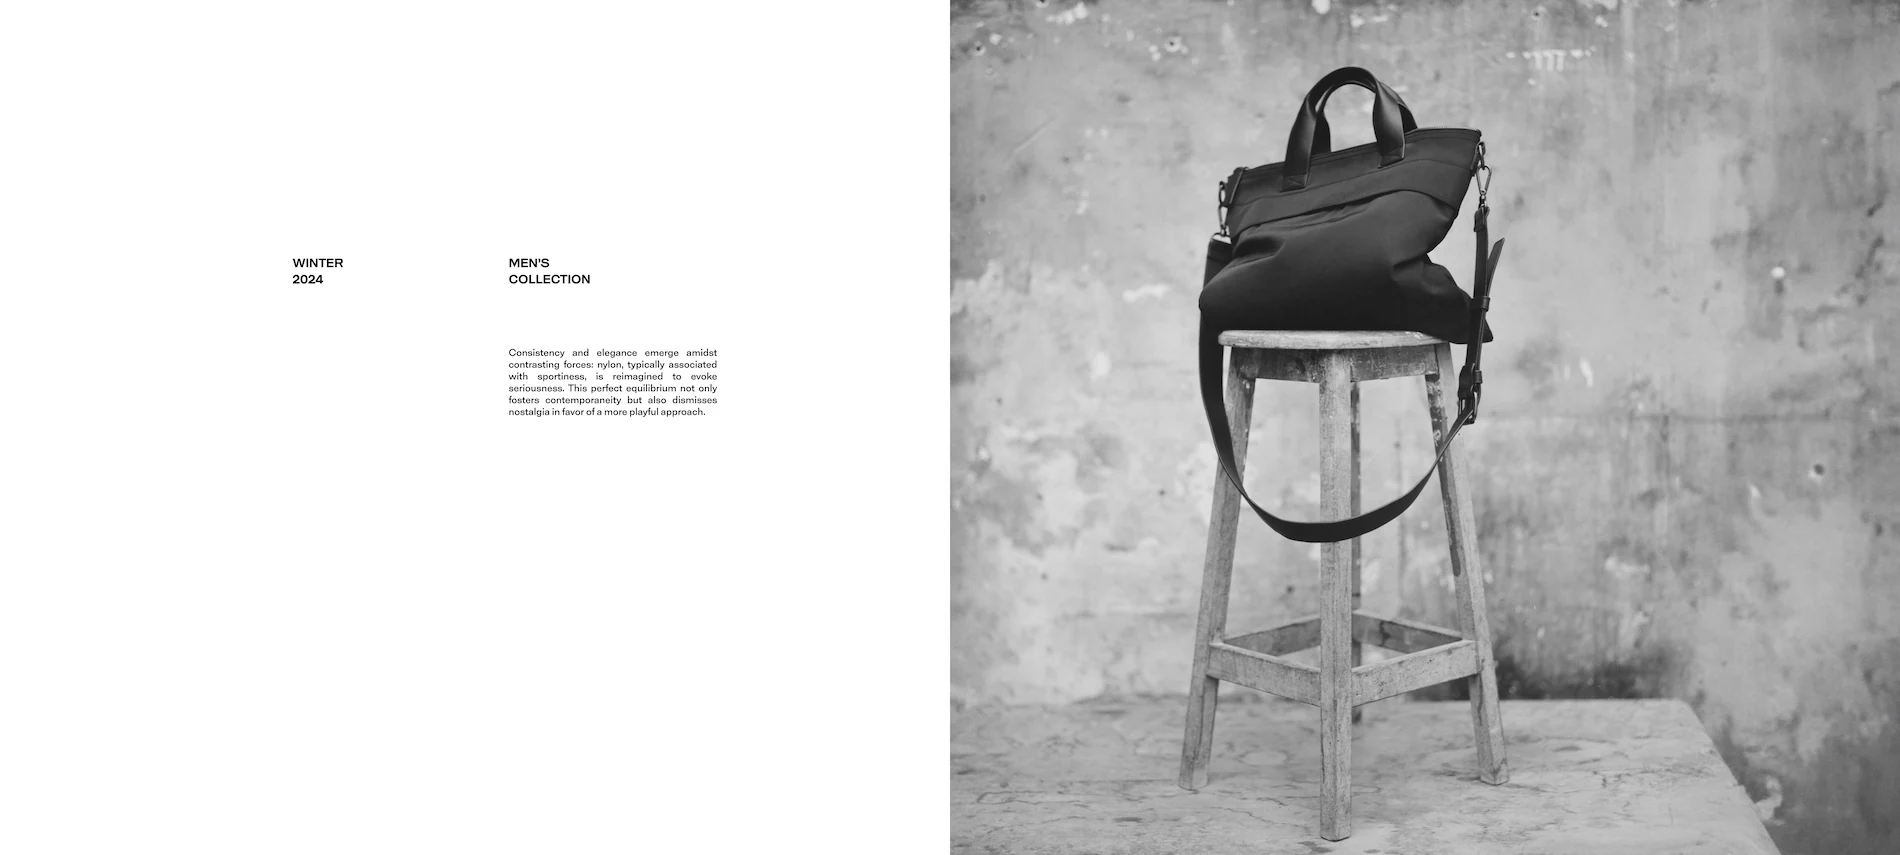 WINTER
2024
MEN'S
COLLECTION
Consistency and elegance emerge amidst
contrasting forces: nylon, typically associated
with sportiness, is reimagined to evoke
seriousness. This perfect equilibrium not only
fosters contemporaneity but also dismisses
nostalgia in favor of a more playful approach.